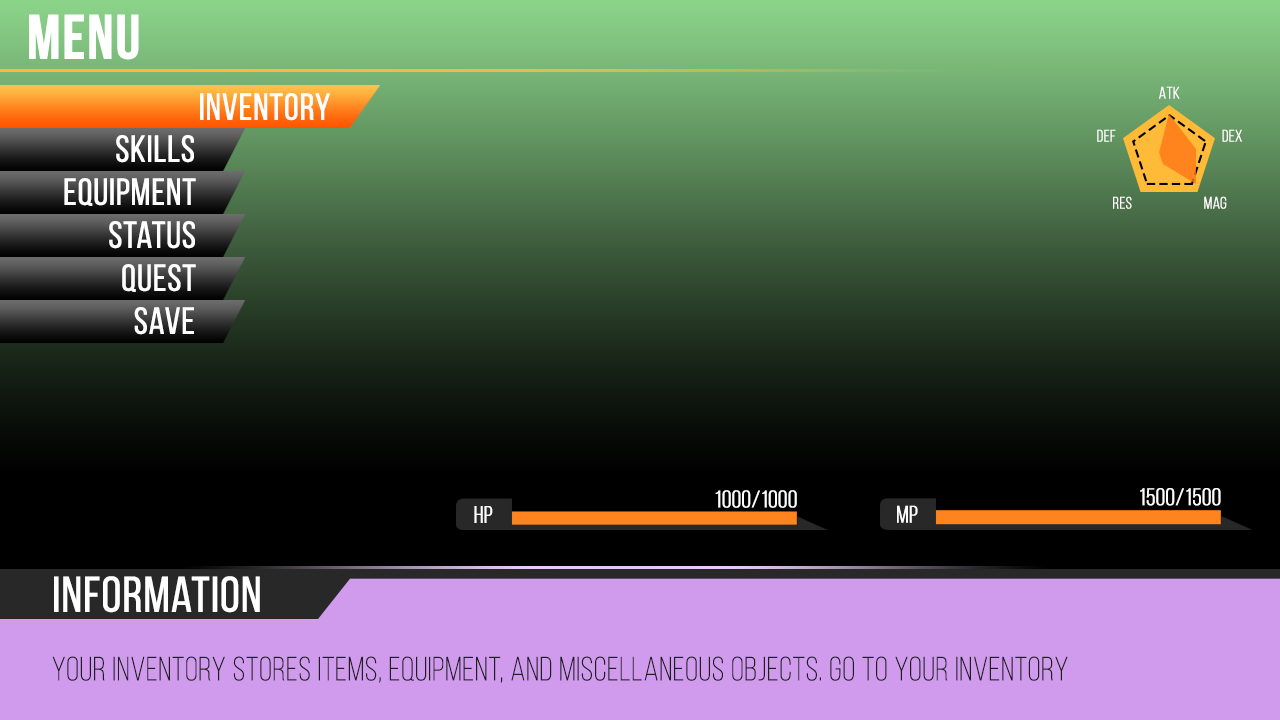 MENU
INVENTORY
SKILLS
EQUIPMENT
STATUS
QUEST
SAVE
ATK
DEF
DEX
RES
MAG
HP
1000/1000
MP
1500/1500
INFORMATION
YOUR INVENTORY STORES ITEMS, EQUIPMENT, AND MISCELLANEOUS OBJECTS. GO TO YOUR INVENTORY